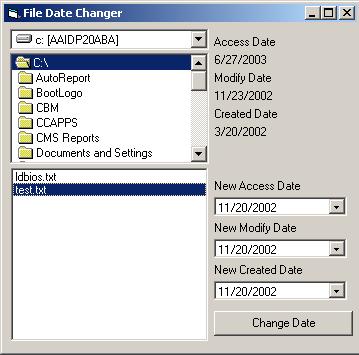 File Date Changer
c: [AAIDP20ABA]
C:\
AutoReport
BootLogo
CBM
CCAPPS
CMS Reports
Documents and Settings
Access Date
6/27/2003
Modify Date
11/23/2002
Created Date
3/20/2002
ldbios.txt
test.txt
New Access Date
11/20/2002
New Modify Date
11/20/2002
New Created Date
11/20/2002
Change Date